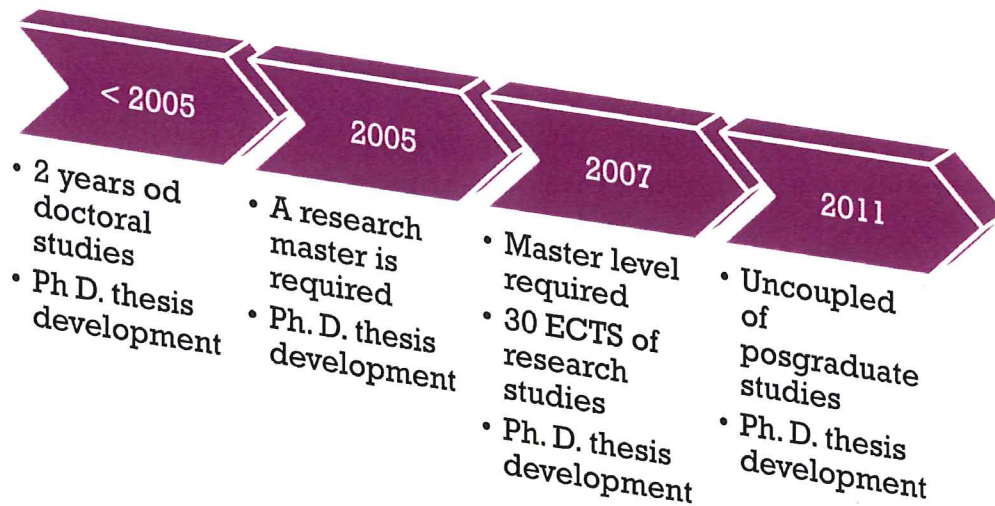 < 2005
• 2 years od
doctoral
studies
• Ph D. thesis
development
2005
• A research
master is
required
• Ph. D. thesis
development
2007
• Master level
required
• 30 ECTS of
research
studies
• Ph. D. thesis
development
2011
• Uncoupled
of
posgraduate
studies
• Ph. D. thesis
development